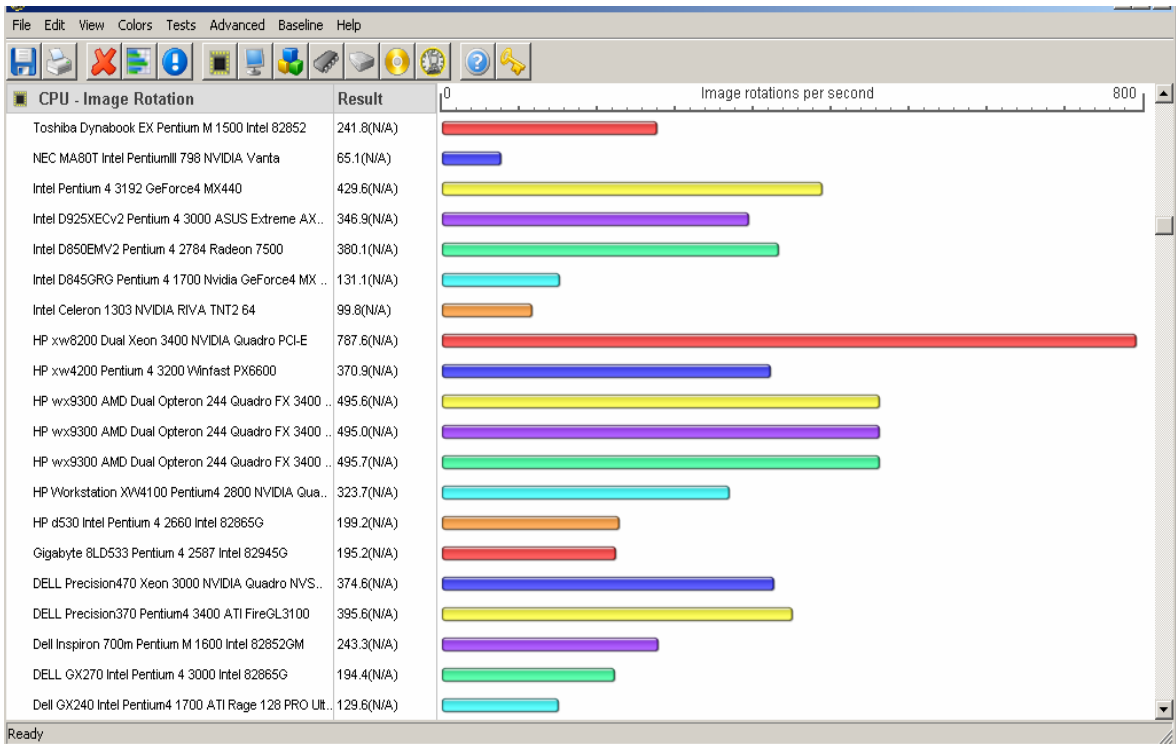 File Edit View Colors Tests Advanced Baseline Help
CPU - Image Rotation Result 0 Image rotations per second 800
Toshiba Dynabook EX Pentium M 1500 Intel 82852 241.8(N/A)
NEC MA80T Intel PentiumIII 798 NVIDIA Vanta 65.1(N/A)
Intel Pentium 4 3192 GeForce4 MX440 429.6(N/A)
Intel D925XECv2 Pentium 4 3000 ASUS Extreme AX.. 346.9(N/A)
Intel D850EMV2 Pentium 4 2784 Radeon 7500 380.1(N/A)
Intel D845GRG Pentium 4 1700 Nvidia GeForce4 MX .. 131.1(N/A)
Intel Celeron 1303 NVIDIA RIVA TNT2 64 99.8(N/A)
HP xw8200 Dual Xeon 3400 NVIDIA Quadro PCI-E 787.6(N/A)
HP xw4200 Pentium 4 3200 Winfast PX6600 370.9(N/A)
HP wx9300 AMD Dual Opteron 244 Quadro FX 3400 .. 495.6(N/A)
HP wx9300 AMD Dual Opteron 244 Quadro FX 3400 .. 495.0(N/A)
HP wx9300 AMD Dual Opteron 244 Quadro FX 3400 .. 495.7(N/A)
HP Workstation XW4100 Pentium4 2800 NVIDIA Qua.. 323.7(N/A)
HP d530 Intel Pentium 4 2660 Intel 82865G 199.2(N/A)
Gigabyte 8LD533 Pentium 4 2587 Intel 82945G 195.2(N/A)
DELL Precision470 Xeon 3000 NVIDIA Quadro NVS.. 374.6(N/A)
DELL Precision370 Pentium4 3400 ATI FireGL3100 395.6(N/A)
Dell Inspiron 700m Pentium M 1600 Intel 82852GM 243.3(N/A)
DELL GX270 Intel Pentium 4 3000 Intel 82865G 194.4(N/A)
Dell GX240 Intel Pentium4 1700 ATI Rage 128 PRO Ult.. 129.6(N/A)
Ready